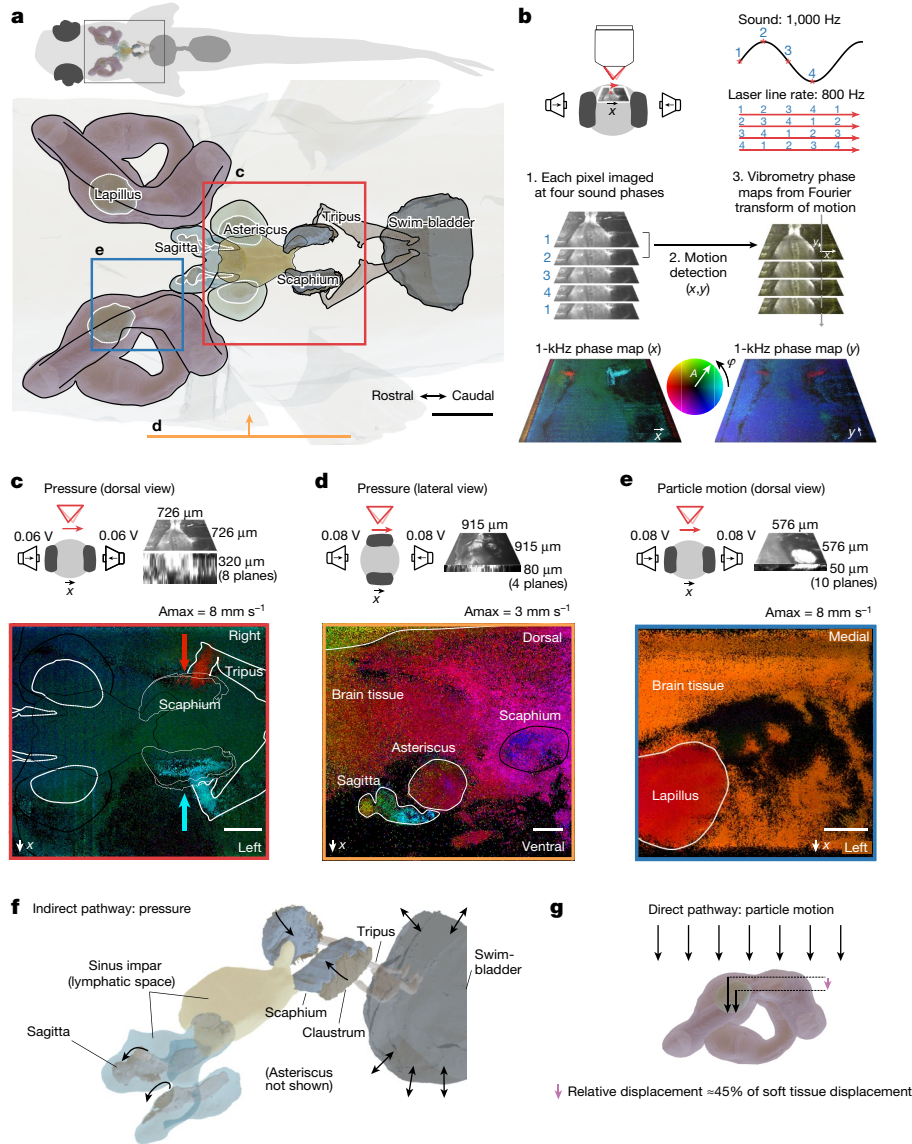 a
Lapillus
c
Tripus
Asteriscus
Swim-bladder
Sagitta
e
Scaphium
Rostral ↔ Caudal
d
b
Sound: 1,000 Hz
2
1
3
4
Laser line rate: 800 Hz
1 2 3 4 1
2 3 4 1 2
3 4 1 2 3
4 1 2 3 4
x
1. Each pixel imaged
at four sound phases
3. Vibrometry phase
maps from Fourier
transform of motion
1
2
3
4
1
2. Motion
detection
(x,y)
y
x
1-kHz phase map (x)
A
φ
1-kHz phase map (y)
x
y
c
Pressure (dorsal view)
0.06 V
0.06 V
x
726 µm
726 µm
320 µm
(8 planes)
Amax = 8 mm s⁻¹
Right
Tripus
Scaphium
x
Left
d
Pressure (lateral view)
0.08 V
0.08 V
x
915 µm
915 µm
80 µm
(4 planes)
Amax = 3 mm s⁻¹
Dorsal
Brain tissue
Scaphium
Asteriscus
Sagitta
x
Ventral
e
Particle motion (dorsal view)
0.08 V
0.08 V
x
576 µm
576 µm
50 µm
(10 planes)
Amax = 8 mm s⁻¹
Medial
Brain tissue
Lapillus
x
Left
f
Indirect pathway: pressure
Tripus
Sinus impar
(lymphatic space)
Swim-
bladder
Scaphium
Claustrum
Sagitta
(Asteriscus
not shown)
g
Direct pathway: particle motion
Relative displacement ≈45% of soft tissue displacement